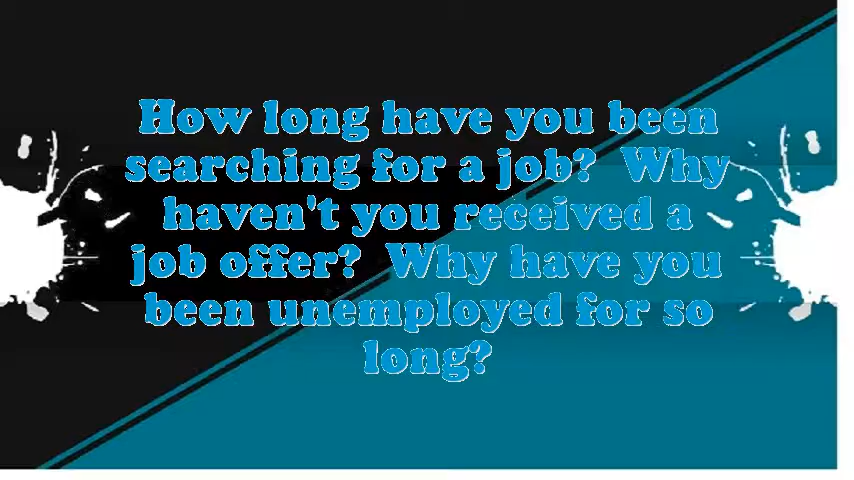 How long have you been
searching for a job?  Why
haven't you received a
job offer?  Why have you
been unemployed for so
long?